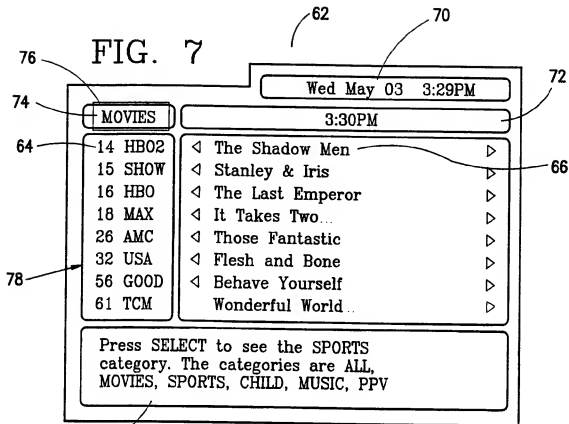 62
70
FIG. 7
76
Wed May 03 3:29PM
72
74
MOVIES
3:30PM
64
14 HBO2 ◁ The Shadow Men ▷
66
15 SHOW ◁ Stanley & Iris ▷
16 HBO ◁ The Last Emperor ▷
18 MAX ◁ It Takes Two... ▷
26 AMC ◁ Those Fantastic ▷
32 USA ◁ Flesh and Bone ▷
78
56 GOOD ◁ Behave Yourself ▷
61 TCM Wonderful World.. ▷
Press SELECT to see the SPORTS
category. The categories are ALL,
MOVIES, SPORTS, CHILD, MUSIC, PPV